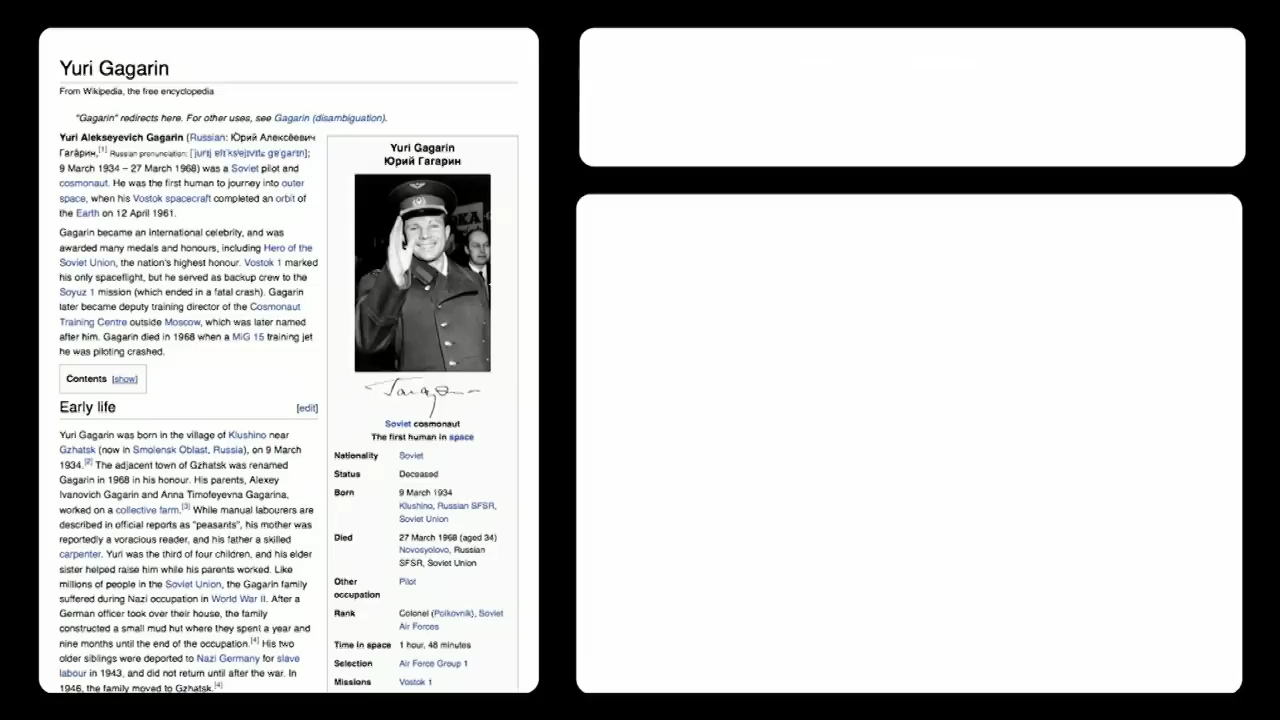 Yuri Gagarin
From Wikipedia, the free encyclopedia
"Gagarin" redirects here. For other uses, see Gagarin (disambiguation).
Yuri Alekseyevich Gagarin (Russian: Ю́рий Алексе́евич
Гага́рин,[1] Russian pronunciation:
9 March 1934 – 27 March 1968) was a Soviet pilot and
cosmonaut. He was the first human to journey into outer
space, when his Vostok spacecraft completed an orbit of
the Earth on 12 April 1961.
Gagarin became an international celebrity, and was
awarded many medals and honours, including Hero of the
Soviet Union, the nation's highest honour. Vostok 1 marked
his only spaceflight, but he served as backup crew to the
Soyuz 1 mission (which ended in a fatal crash). Gagarin
later became deputy training director of the Cosmonaut
Training Centre outside Moscow, which was later named
after him. Gagarin died in 1968 when a MiG 15 training jet
he was piloting crashed.
Contents [show]
Early life [edit]
Yuri Gagarin was born in the village of Klushino near
Gzhatsk (now in Smolensk Oblast, Russia), on 9 March
1934.[2] The adjacent town of Gzhatsk was renamed
Gagarin in 1968 in his honour. His parents, Alexey
Ivanovich Gagarin and Anna Timofeyevna Gagarina,
worked on a collective farm.[3] While manual labourers are
described in official reports as "peasants", his mother was
reportedly a voracious reader, and his father a skilled
carpenter. Yuri was the third of four children, and his elder
sister helped raise him while his parents worked. Like
millions of people in the Soviet Union, the Gagarin family
suffered during Nazi occupation in World War II. After a
German officer took over their house, the family
constructed a small mud hut where they spent a year and
nine months until the end of the occupation.[4] His two
older siblings were deported to Nazi Germany for slave
labour in 1943, and did not return until after the war. In
1946, the family moved to Gzhatsk.[4]
Yuri Gagarin
Юрий Гагарин
Soviet cosmonaut
The first human in space
Nationality Soviet
Status Deceased
Born 9 March 1934
Klushino, Russian SFSR,
Soviet Union
Died 27 March 1968 (aged 34)
Novosyolovo, Russian
SFSR, Soviet Union
Other Pilot
occupation
Rank Colonel (Polkovnik), Soviet
Air Forces
Time in space 1 hour, 48 minutes
Selection Air Force Group 1
Missions Vostok 1